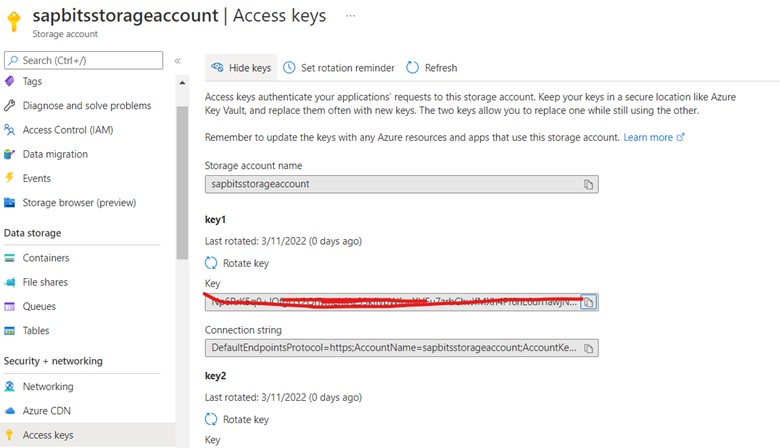 sapbitsstorageaccount | Access keys ...
Storage account
Search (Ctrl+/)
«
Tags
Diagnose and solve problems
Access Control (IAM)
Data migration
Events
Storage browser (preview)
Data storage
Containers
File shares
Queues
Tables
Security + networking
Networking
Azure CDN
Access keys
Hide keys
Set rotation reminder
Refresh
Access keys authenticate your applications' requests to this storage account. Keep your keys in a secure location like Azure
Key Vault, and replace them often with new keys. The two keys allow you to replace one while still using the other.
Remember to update the keys with any Azure resources and apps that use this storage account. Learn more
Storage account name
sapbitsstorageaccount
key1
Last rotated: 3/11/2022 (0 days ago)
Rotate key
Key
Connection string
DefaultEndpointsProtocol=https;AccountName=sapbitsstorageaccount;AccountKe...
key2
Last rotated: 3/11/2022 (0 days ago)
Rotate key
Key